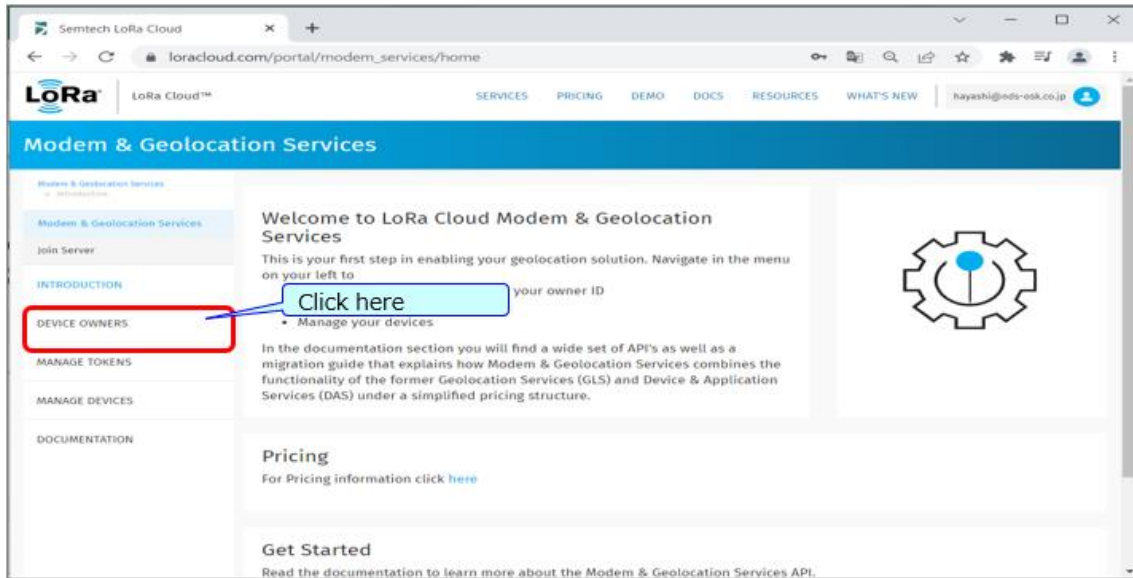 Semtech LoRa Cloud
loracloud.com/portal/modem_services/home
LoRa
LoRa Cloud™
SERVICES PRICING DEMO DOCS RESOURCES WHAT'S NEW hayashi@nds-osk.co.jp
Modem & Geolocation Services
Modem & Geolocation Services
Introduction
Modem & Geolocation Services
Join Server
INTRODUCTION
DEVICE OWNERS
MANAGE TOKENS
MANAGE DEVICES
DOCUMENTATION
Welcome to LoRa Cloud Modem & Geolocation
Services
This is your first step in enabling your geolocation solution. Navigate in the menu
on your left to
Click here
your owner ID
• Manage your devices
In the documentation section you will find a wide set of API's as well as a
migration guide that explains how Modem & Geolocation Services combines the
functionality of the former Geolocation Services (GLS) and Device & Application
Services (DAS) under a simplified pricing structure.
Pricing
For Pricing information click here
Get Started
Read the documentation to learn more about the Modem & Geolocation Services API.